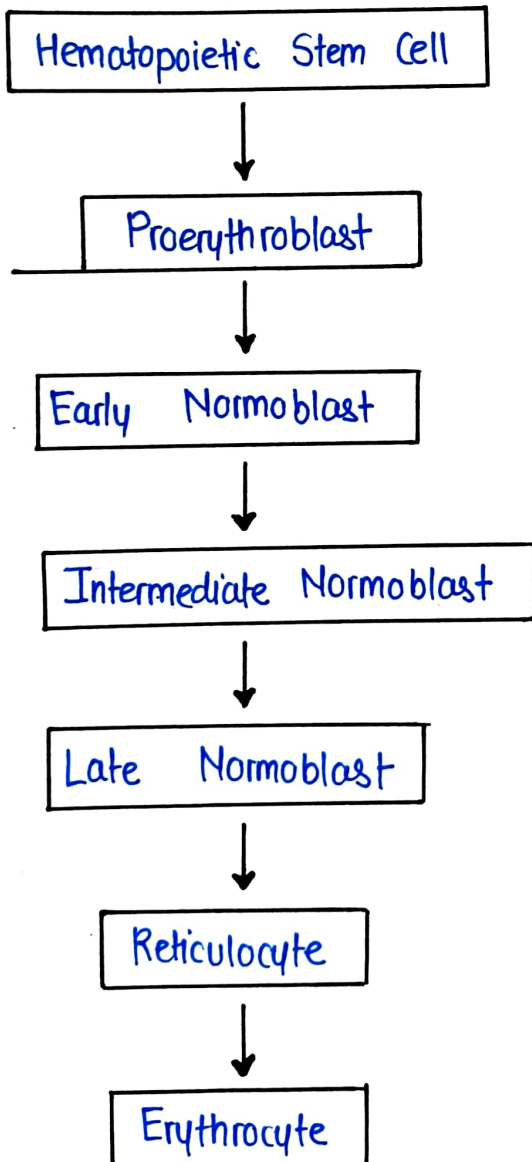 Hematopoietic Stem Cell
Proerythroblast
Early Normoblast
Intermediate Normoblast
Late Normoblast
Reticulocyte
Erythrocyte